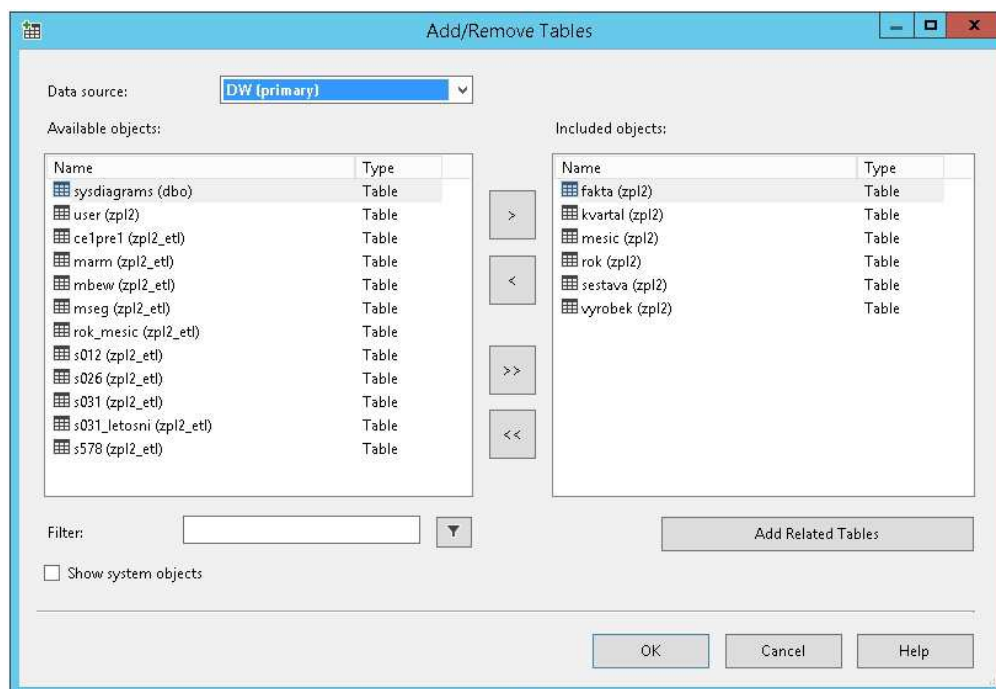 Add/Remove Tables
Data source: DW (primary)
Available objects:
Name Type
sysdiagrams (dbo) Table
user (zpl2) Table
ce1pre1 (zpl2_etl) Table
marm (zpl2_etl) Table
mbew (zpl2_etl) Table
mseg (zpl2_etl) Table
rok_mesic (zpl2_etl) Table
s012 (zpl2_etl) Table
s026 (zpl2_etl) Table
s031 (zpl2_etl) Table
s031_letosni (zpl2_etl) Table
s578 (zpl2_etl) Table
>
<
>>
<<
Included objects:
Name Type
fakta (zpl2) Table
kvartal (zpl2) Table
mesic (zpl2) Table
rok (zpl2) Table
sestava (zpl2) Table
vyrobek (zpl2) Table
Filter:
Add Related Tables
Show system objects
OK Cancel Help